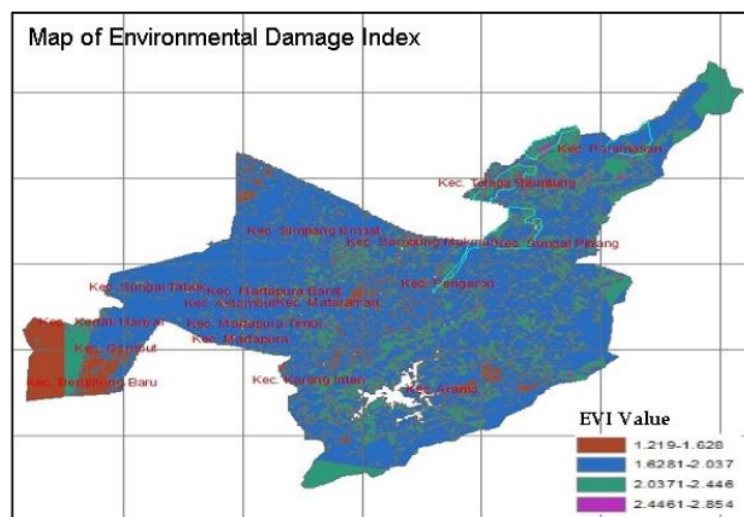 Map of Environmental Damage Index
Kec. Paramasan
Kec. Telaga Bauntung
Kec. Simpang Empat
Kec. Sambung Makmur
Kec. Sungai Pinang
Kec. Pengaron
Kec. Sungai Tabuk
Kec. Martapura Barat
Kec. Astambul
Kec. Mataraman
Kec. Kertak Hanyar
Kec. Martapura Timur
Kec. Gambut
Kec. Martapura
Kec. Beruntung Baru
Kec. Karang Intan
Kec. Aranio
EVI Value
1.219-1.628
1.6281-2.037
2.0371-2.446
2.4461-2.854